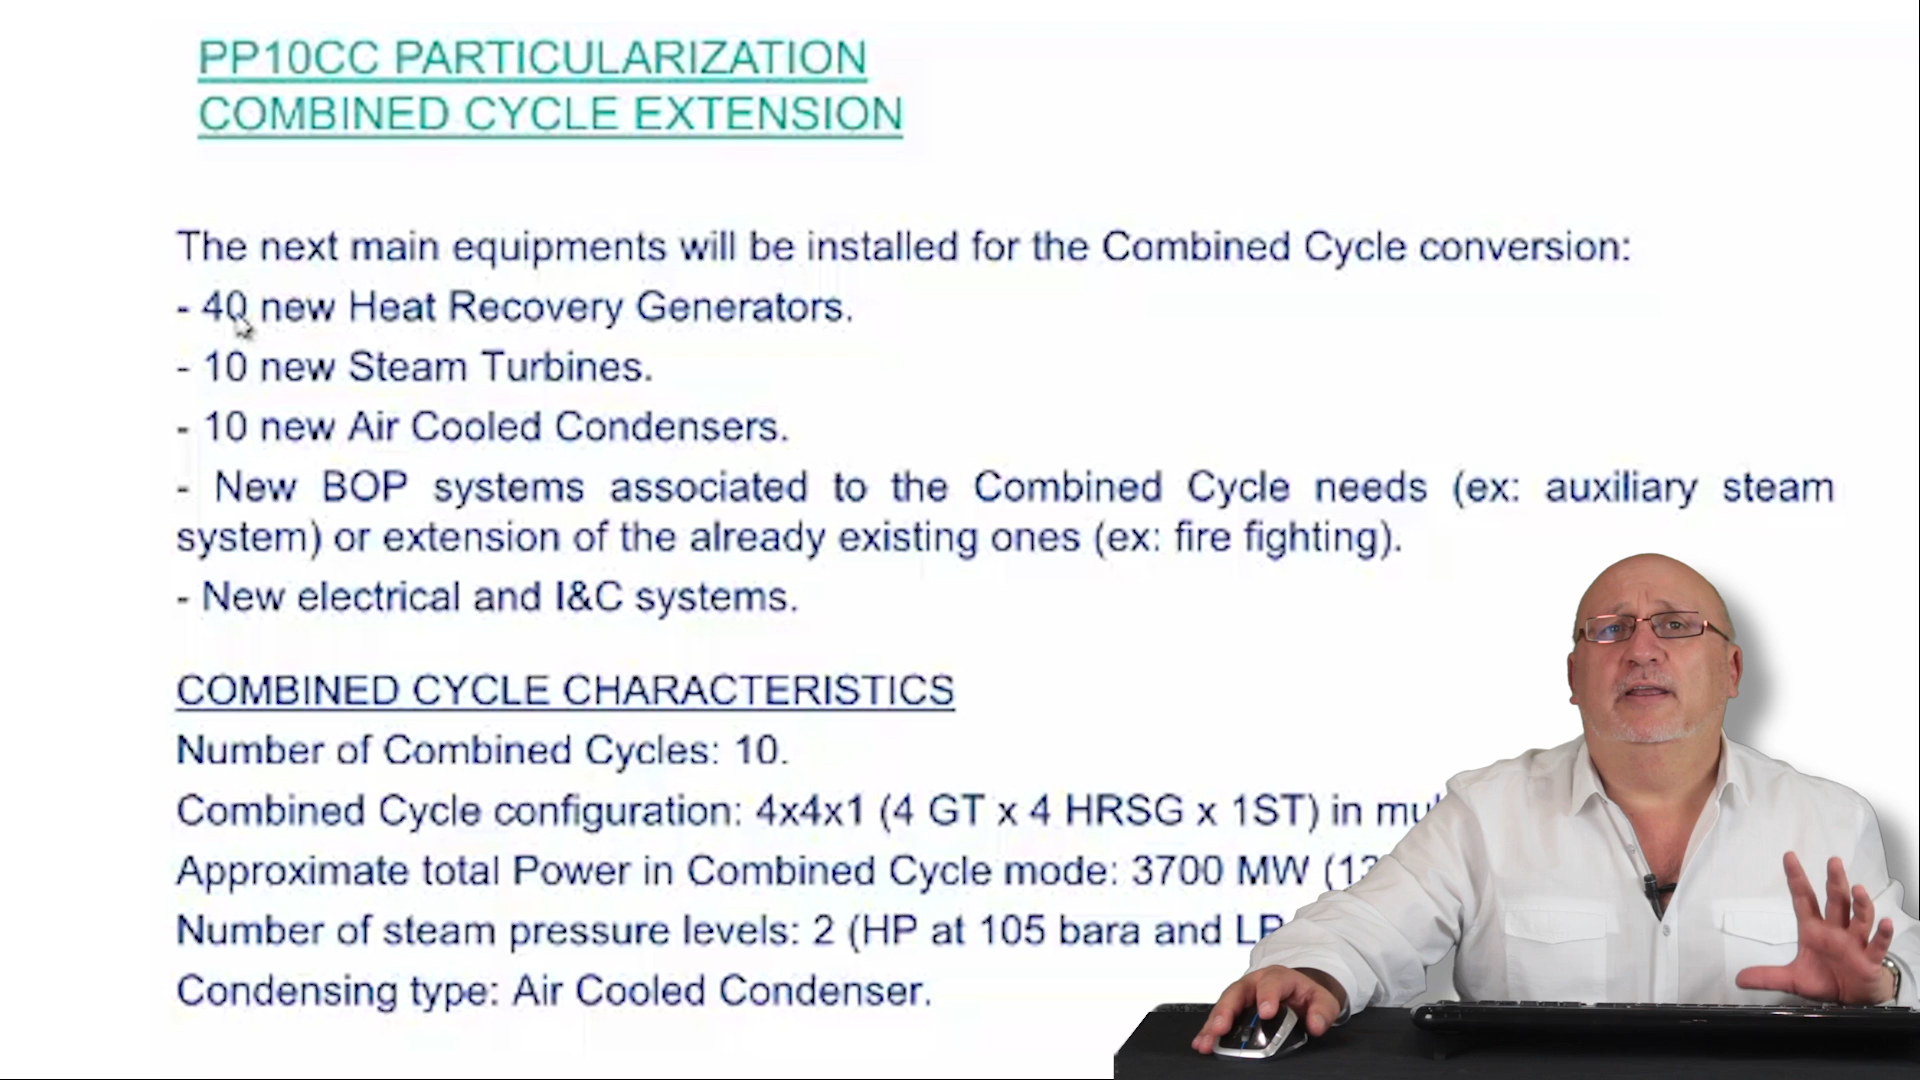 PP10CC PARTICULARIZATION
COMBINED CYCLE EXTENSION
The next main equipments will be installed for the Combined Cycle conversion:
- 40 new Heat Recovery Generators.
- 10 new Steam Turbines.
- 10 new Air Cooled Condensers.
- New BOP systems associated to the Combined Cycle needs (ex: auxiliary steam
system) or extension of the already existing ones (ex: fire fighting).
- New electrical and I&C systems.
COMBINED CYCLE CHARACTERISTICS
Number of Combined Cycles: 10.
Combined Cycle configuration: 4x4x1 (4 GT x 4 HRSG x 1ST) in
Approximate total Power in Combined Cycle mode: 3700 MW
Number of steam pressure levels: 2 (HP at 105 bara and LP
Condensing type: Air Cooled Condenser.